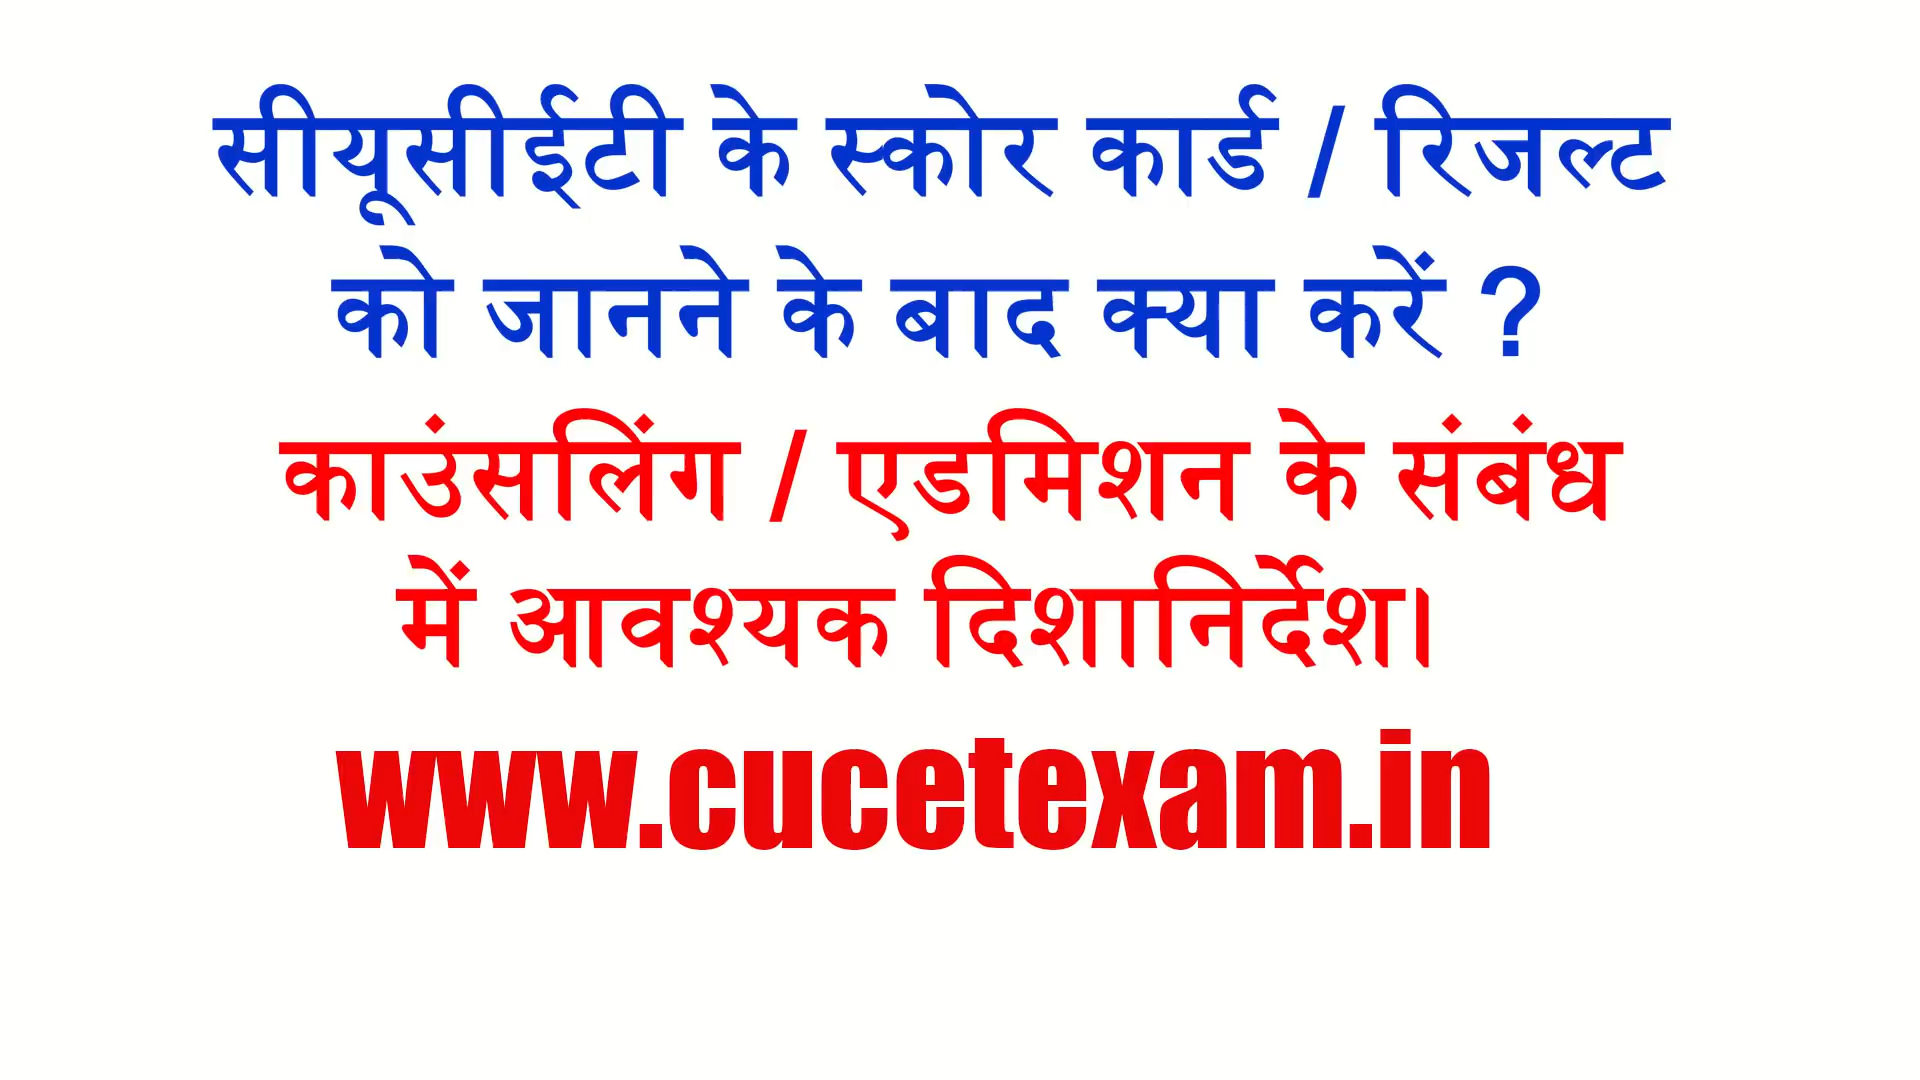 सीयूसीईटी के स्कोर कार्ड / रिजल्ट
को जानने के बाद क्या करें ?
काउंसलिंग / एडमिशन के संबंध
में आवश्यक दिशानिर्देश।
www.cucetexam.in